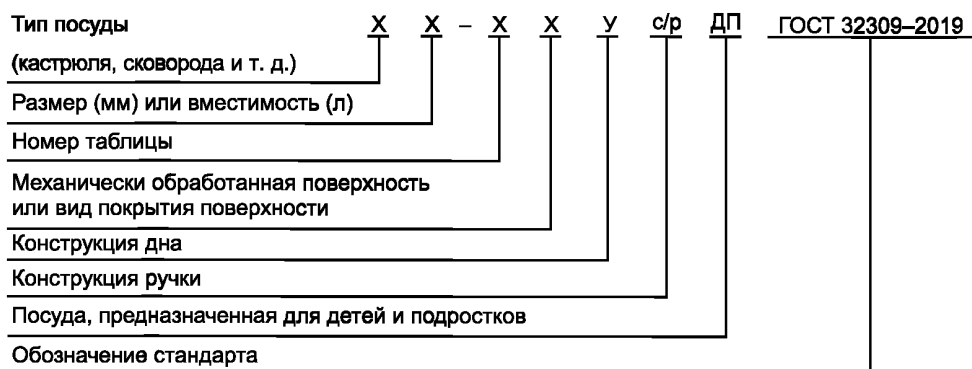 Тип посуды Х Х – Х Х У с/р ДП ГОСТ 32309–2019
(кастрюля, сковорода и т. д.)
Размер (мм) или вместимость (л)
Номер таблицы
Механически обработанная поверхность
или вид покрытия поверхности
Конструкция дна
Конструкция ручки
Посуда, предназначенная для детей и подростков
Обозначение стандарта